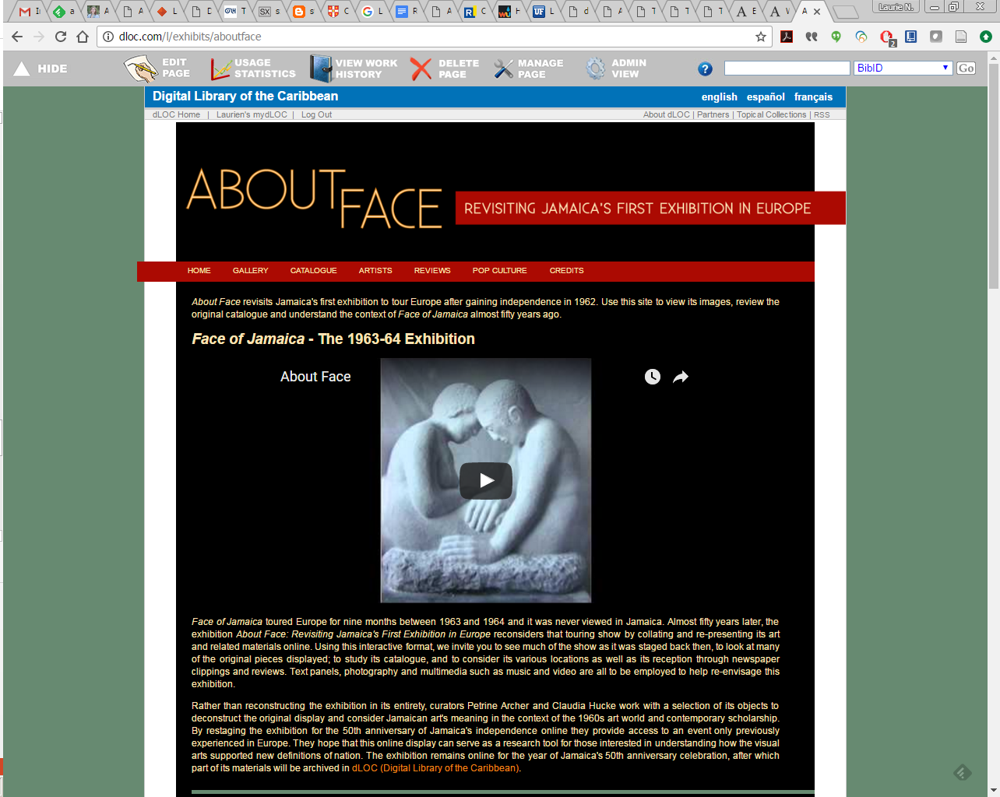 Laurie N.
dloc.com/l/exhibits/aboutface
2
HIDE
EDIT PAGE
USAGE STATISTICS
VIEW WORK HISTORY
DELETE PAGE
MANAGE PAGE
ADMIN VIEW
?
BibID
Go
Digital Library of the Caribbean
english español français
dLOC Home | Laurien's myDLOC | Log Out
About dLOC | Partners | Topical Collections | RSS
ABOUT FACE
REVISITING JAMAICA'S FIRST EXHIBITION IN EUROPE
HOME GALLERY CATALOGUE ARTISTS REVIEWS POP CULTURE CREDITS
About Face revisits Jamaica's first exhibition to tour Europe after gaining independence in 1962. Use this site to view its images, review the
original catalogue and understand the context of Face of Jamaica almost fifty years ago.
Face of Jamaica - The 1963-64 Exhibition
About Face
Face of Jamaica toured Europe for nine months between 1963 and 1964 and it was never viewed in Jamaica. Almost fifty years later, the
exhibition About Face: Revisiting Jamaica's First Exhibition in Europe reconsiders that touring show by collating and re-presenting its art
and related materials online. Using this interactive format, we invite you to see much of the show as it was staged back then, to look at many
of the original pieces displayed; to study its catalogue, and to consider its various locations as well as its reception through newspaper
clippings and reviews. Text panels, photography and multimedia such as music and video are all to be employed to help re-envisage this
exhibition.
Rather than reconstructing the exhibition in its entirety, curators Petrine Archer and Claudia Hucke work with a selection of its objects to
deconstruct the original display and consider Jamaican art's meaning in the context of the 1960s art world and contemporary scholarship.
By restaging the exhibition for the 50th anniversary of Jamaica's independence online they provide access to an event only previously
experienced in Europe. They hope that this online display can serve as a research tool for those interested in understanding how the visual
arts supported new definitions of nation. The exhibition remains online for the year of Jamaica's 50th anniversary celebration, after which
part of its materials will be archived in dLOC (Digital Library of the Caribbean).